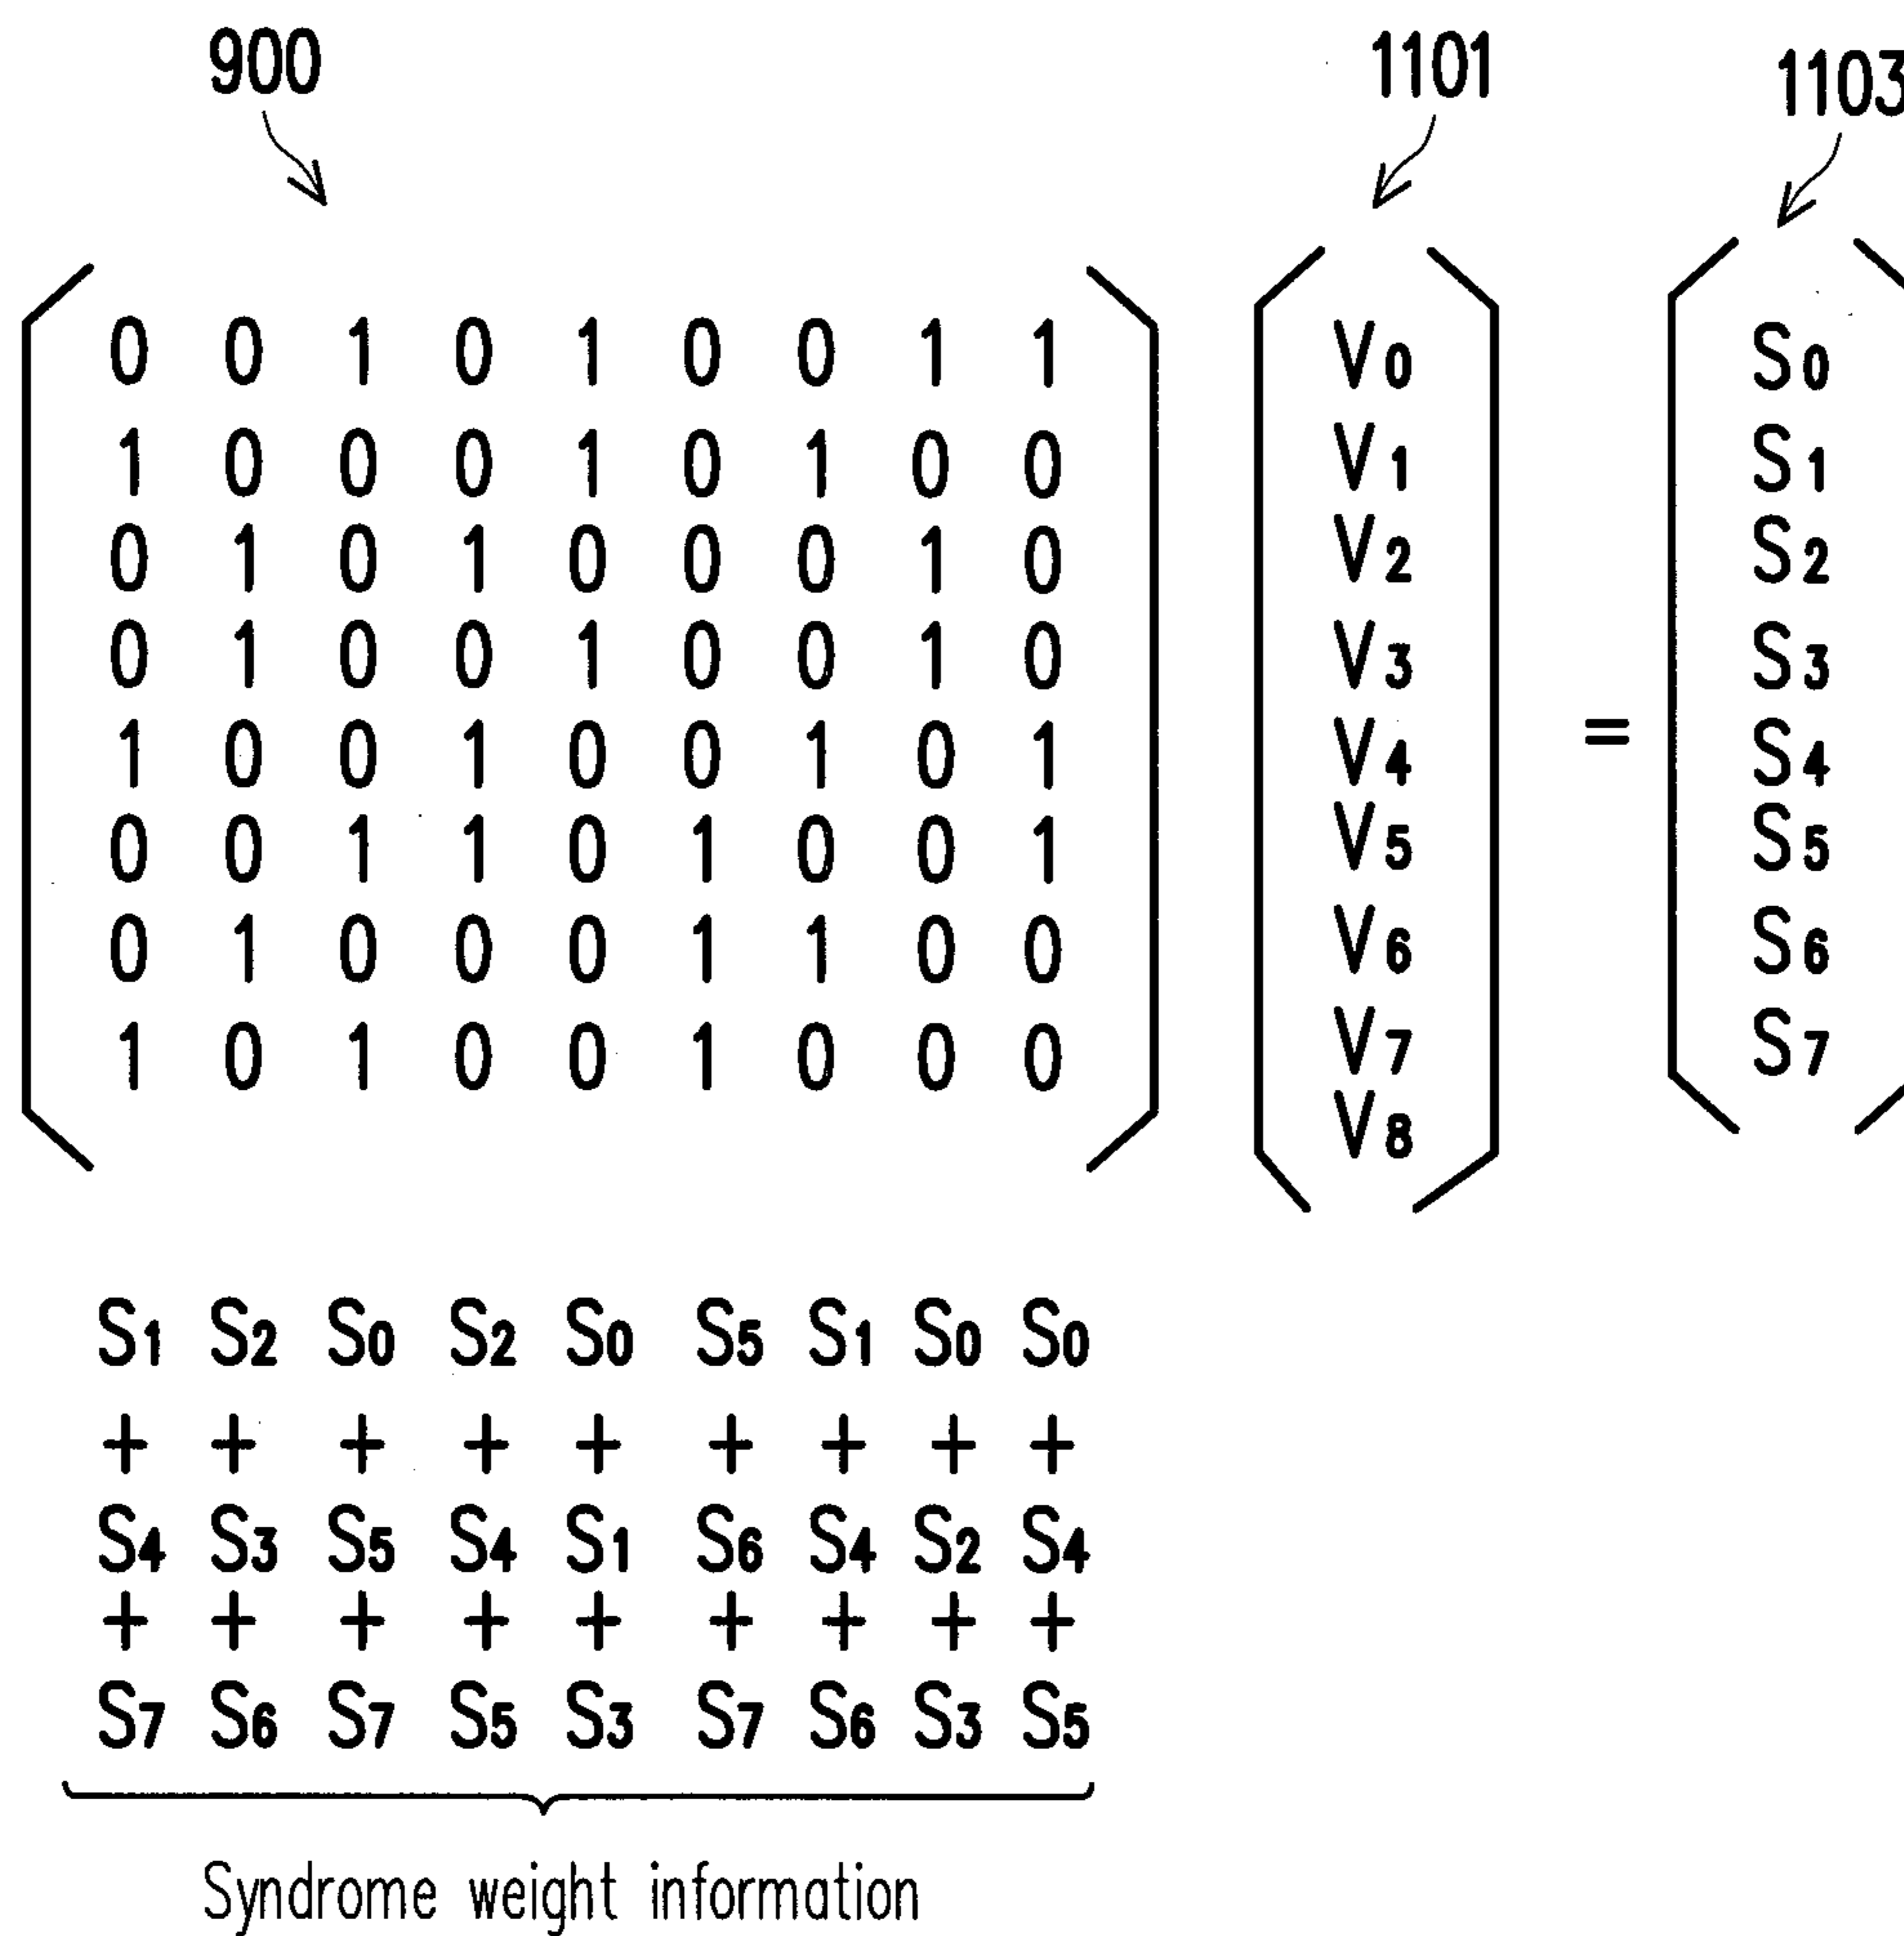 900 1101 1103
0 0 1 0 1 0 0 1 1 V0 S0
1 0 0 0 1 0 1 0 0 V1 S1
0 1 0 1 0 0 0 1 0 V2 S2
0 1 0 0 1 0 0 1 0 V3 S3
1 0 0 1 0 0 1 0 1 V4 = S4
0 0 1 1 0 1 0 0 1 V5 S5
0 1 0 0 0 1 1 0 0 V6 S6
1 0 1 0 0 1 0 0 0 V7 S7
V8
S1 S2 S0 S2 S0 S5 S1 S0 S0
+ + + + + + + + +
S4 S3 S5 S4 S1 S6 S4 S2 S4
+ + + + + + + + +
S7 S6 S7 S5 S3 S7 S6 S3 S5
Syndrome weight information